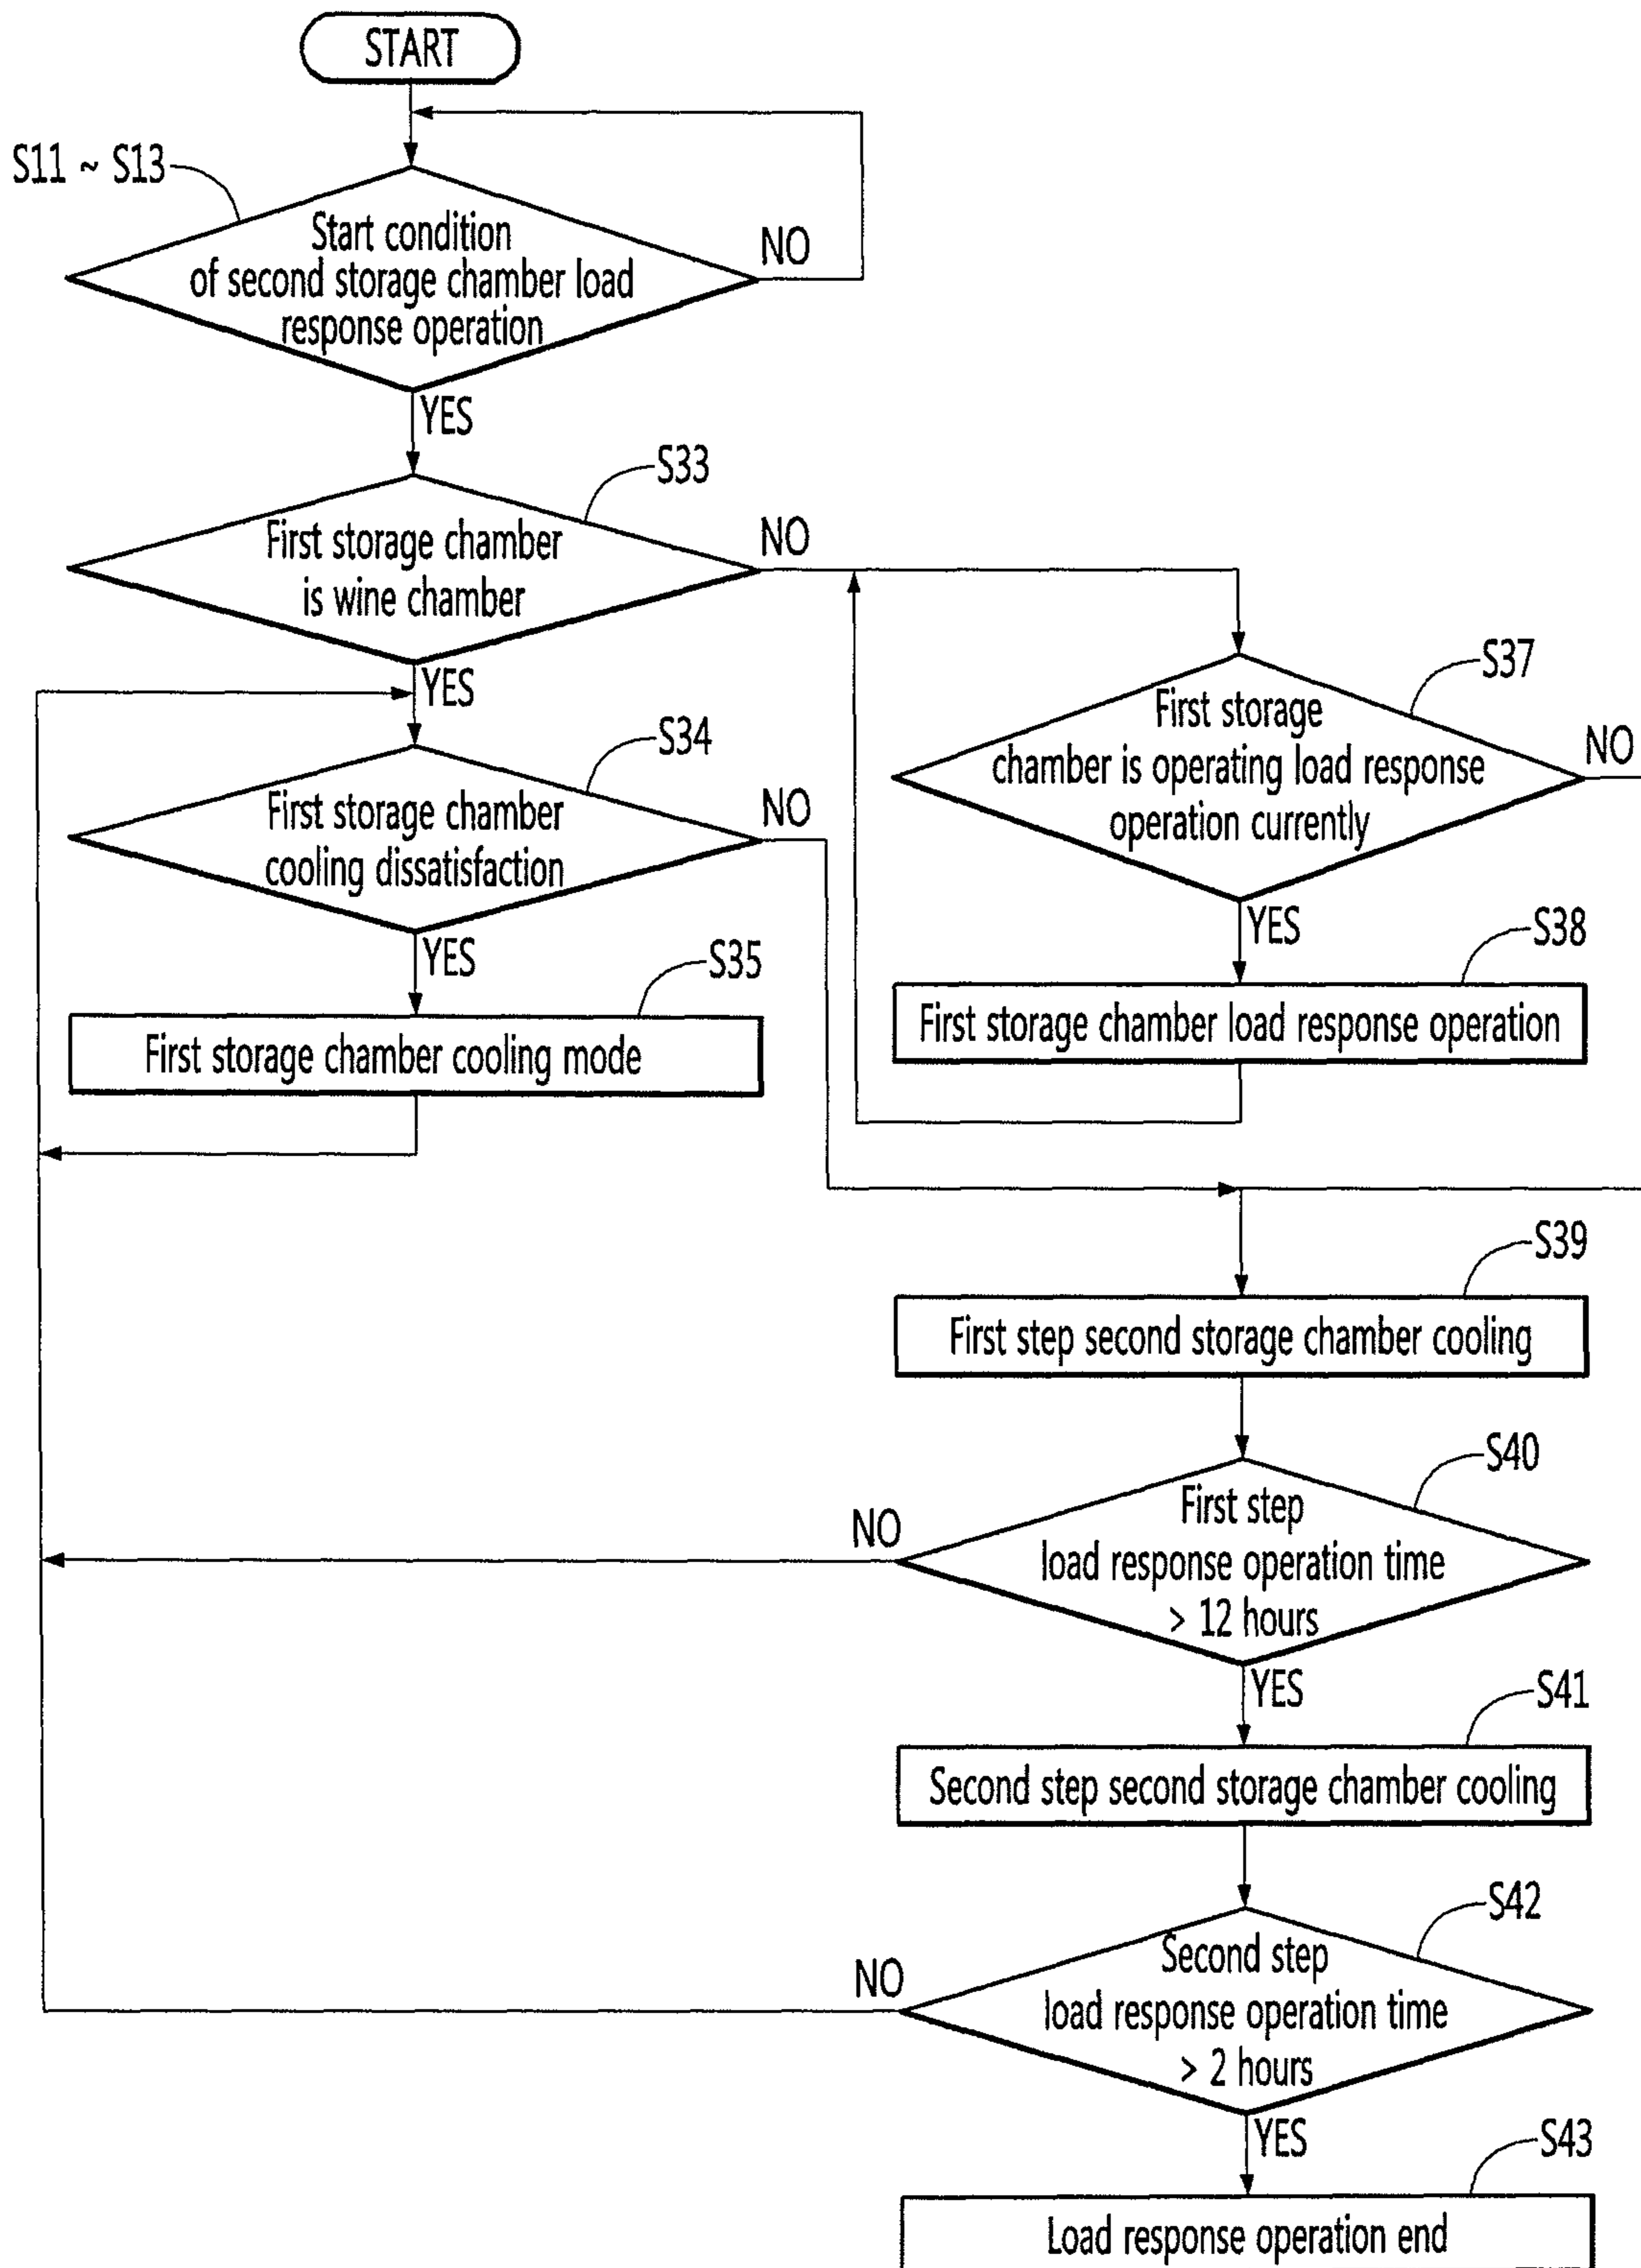 START
S11 ~ S13
Start condition
of second storage chamber load
response operation
NO
YES
S33
First storage chamber
is wine chamber
NO
YES
S37
First storage
chamber is operating load response
operation currently
NO
YES
S34
First storage chamber
cooling dissatisfaction
NO
YES
S35
First storage chamber cooling mode
S38
First storage chamber load response operation
S39
First step second storage chamber cooling
S40
First step
load response operation time
> 12 hours
NO
YES
S41
Second step second storage chamber cooling
S42
Second step
load response operation time
> 2 hours
NO
YES
S43
Load response operation end